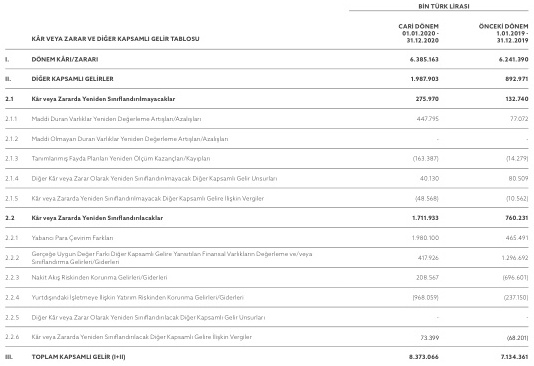 BİN TÜRK LİRASI
KÂR VEYA ZARAR VE DİĞER KAPSAMLI GELİR TABLOSU
CARİ DÖNEM
01.01.2020 -
31.12.2020
ÖNCEKİ DÖNEM
1.01.2019 -
31.12.2019
I. DÖNEM KÂRI/ZARARI 6.385.163 6.241.390
II. DİĞER KAPSAMLI GELİRLER 1.987.903 892.971
2.1 Kâr veya Zararda Yeniden Sınıflandırılmayacaklar 275.970 132.740
2.1.1 Maddi Duran Varlıklar Yeniden Değerleme Artışları/Azalışları 447.795 77.072
2.1.2 Maddi Olmayan Duran Varlıklar Yeniden Değerleme Artışları/Azalışları - -
2.1.3 Tanımlanmış Fayda Planları Yeniden Ölçüm Kazançları/Kayıpları (163.387) (14.279)
2.1.4 Diğer Kâr veya Zarar Olarak Yeniden Sınıflandırılmayacak Diğer Kapsamlı Gelir Unsurları 40.130 80.509
2.1.5 Kâr veya Zararda Yeniden Sınıflandırılmayacak Diğer Kapsamlı Gelire İlişkin Vergiler (48.568) (10.562)
2.2 Kâr veya Zararda Yeniden Sınıflandırılacaklar 1.711.933 760.231
2.2.1 Yabancı Para Çevirim Farkları 1.980.100 465.491
2.2.2 Gerçeğe Uygun Değer Farkı Diğer Kapsamlı Gelire Yansıtılan Finansal Varlıkların Değerleme ve/veya
Sınıflandırma Gelirleri/Giderleri 417.926 1.296.692
2.2.3 Nakit Akış Riskinden Korunma Gelirleri/Giderleri 208.567 (696.601)
2.2.4 Yurtdışındaki İşletmeye İlişkin Yatırım Riskinden Korunma Gelirleri/Giderleri (968.059) (237.150)
2.2.5 Diğer Kâr veya Zarar Olarak Yeniden Sınıflandırılacak Diğer Kapsamlı Gelir Unsurları - -
2.2.6 Kâr veya Zararda Yeniden Sınıflandırılacak Diğer Kapsamlı Gelire İlişkin Vergiler 73.399 (68.201)
III. TOPLAM KAPSAMLI GELİR (I+II) 8.373.066 7.134.361